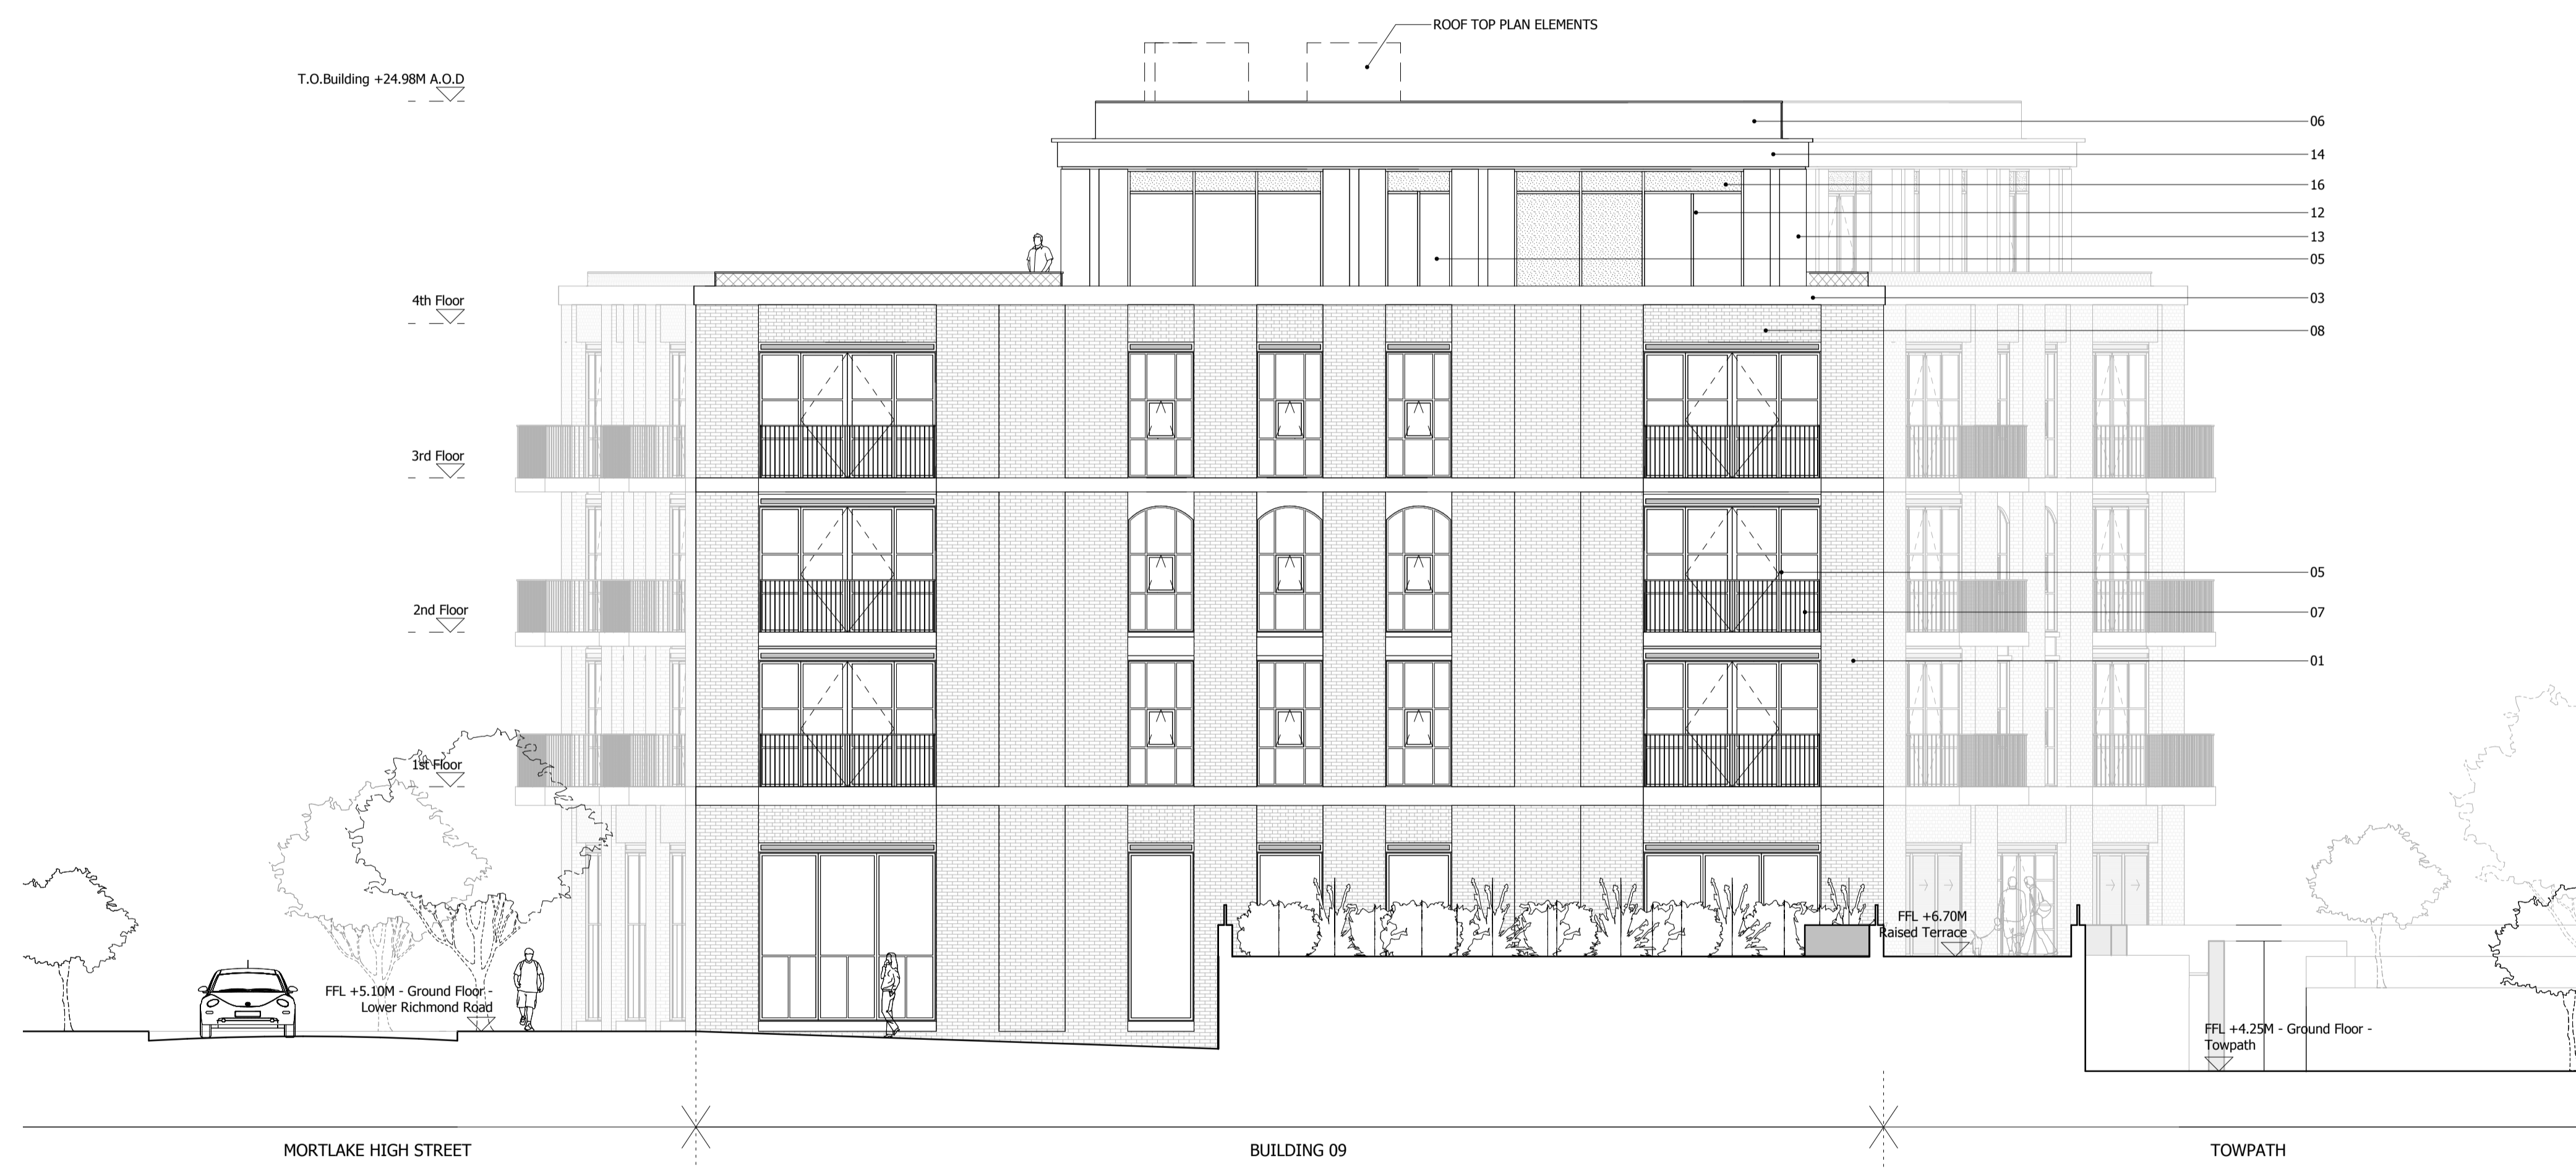 ROOF TOP PLAN ELEMENTS
T.O.Building +24.98M A.O.D
06
14
16
12
13
05
4th Floor
03
08
3rd Floor
05
2nd Floor
07
01
1st Floor
FFL +6.70M
Raised Terrace
FFL +5.10M - Ground Floor -
Lower Richmond Road
FFL +4.25M - Ground Floor -
Towpath
MORTLAKE HIGH STREET
BUILDING 09
TOWPATH